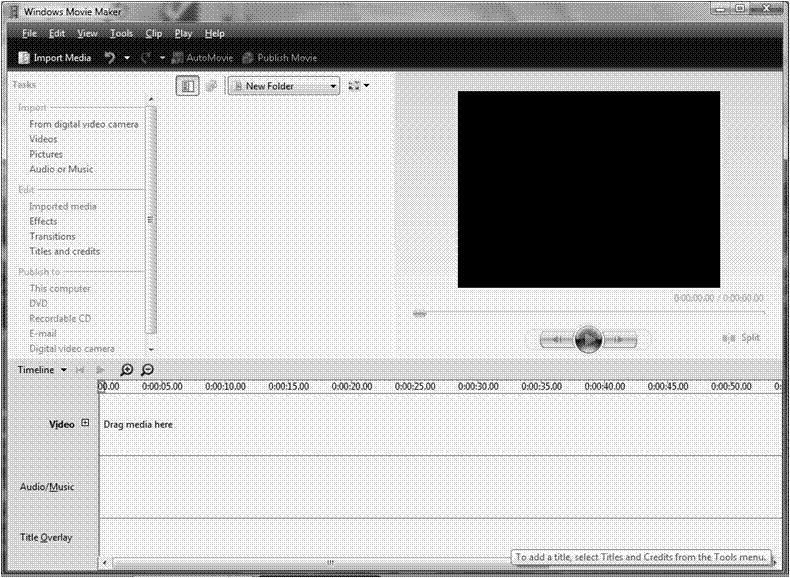 Windows Movie Maker
File Edit View Tools Clip Play Help
Import Media AutoMovie Publish Movie
Tasks
New Folder
Import
From digital video camera
Videos
Pictures
Audio or Music
Edit
Imported media
Effects
Transitions
Titles and credits
Publish to
This computer
DVD
Recordable CD
E-mail
Digital video camera
0:00:00.00 / 0:00:00.00
Split
Timeline
00.00 0:00:05.00 0:00:10.00 0:00:15.00 0:00:20.00 0:00:25.00 0:00:30.00 0:00:35.00 0:00:40.00 0:00:45.00 0:00:50.00 0:
Video Drag media here
Audio/Music
Title Overlay
To add a title, select Titles and Credits from the Tools menu.